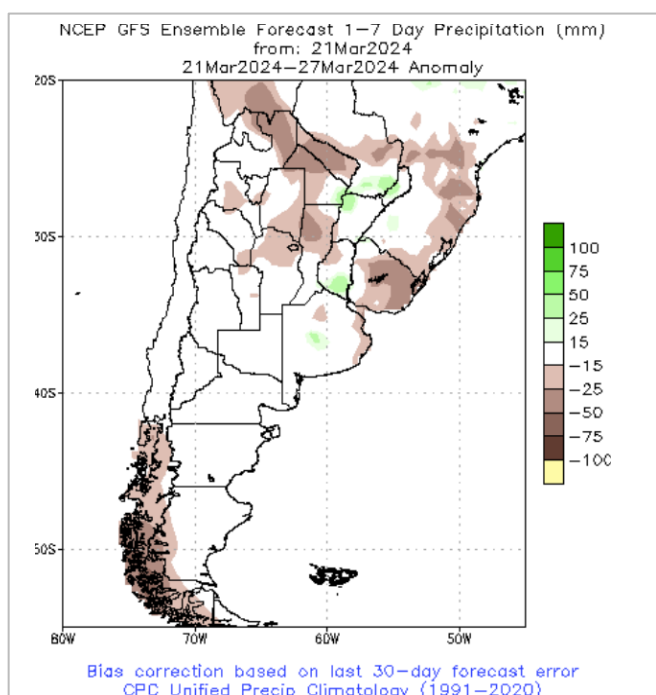 NCEP GFS Ensemble Forecast 1-7 Day Precipitation (mm)
from: 21Mar2024
21Mar2024-27Mar2024 Anomaly
20S
30S
40S
50S
80W
70W
60W
50W
100
75
50
25
15
-15
-25
-50
-75
-100
Bias correction based on last 30-day forecast error
CPC Unified Precip Climatology (1991-2020)